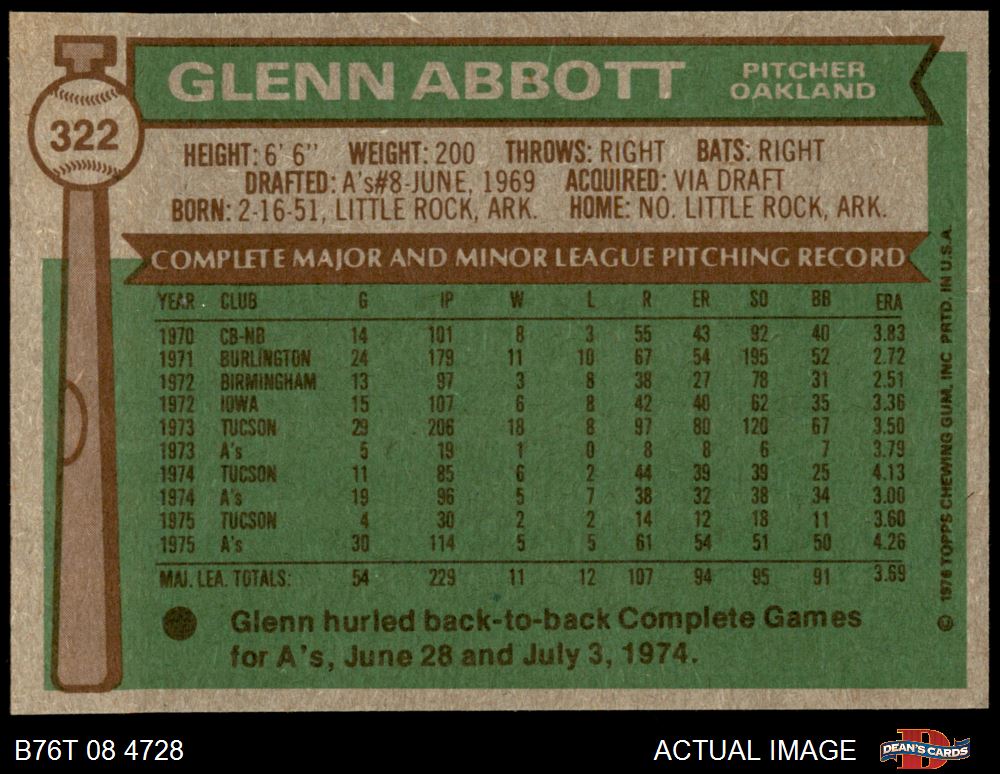 GLENN ABBOTT
PITCHER
OAKLAND
322
HEIGHT: 6' 6" WEIGHT: 200 THROWS: RIGHT BATS: RIGHT
DRAFTED: A's#8-JUNE, 1969 ACQUIRED: VIA DRAFT
BORN: 2-16-51, LITTLE ROCK, ARK. HOME: NO. LITTLE ROCK, ARK.
COMPLETE MAJOR AND MINOR LEAGUE PITCHING RECORD
YEAR CLUB G IP W L R ER SO BB ERA
1970 CB-NB 14 101 8 3 55 43 92 40 3.83
1971 BURLINGTON 24 179 11 10 67 54 195 52 2.72
1972 BIRMINGHAM 13 97 3 8 38 27 78 31 2.51
1972 IOWA 15 107 6 8 42 40 62 35 3.36
1973 TUCSON 29 206 18 8 97 80 120 67 3.50
1973 A's 5 19 1 0 8 8 6 7 3.79
1974 TUCSON 11 85 6 2 44 39 39 25 4.13
1974 A's 19 96 5 7 38 32 38 34 3.00
1975 TUCSON 4 30 2 2 14 12 18 11 3.60
1975 A's 30 114 5 5 61 54 51 50 4.26
MAJ. LEA. TOTALS: 54 229 11 12 107 94 95 91 3.69
Glenn hurled back-to-back Complete Games
for A's, June 28 and July 3, 1974.
© 1976 TOPPS CHEWING GUM, INC. PRTD. IN U.S.A.
B76T 08 4728
ACTUAL IMAGE
DEAN'S CARDS